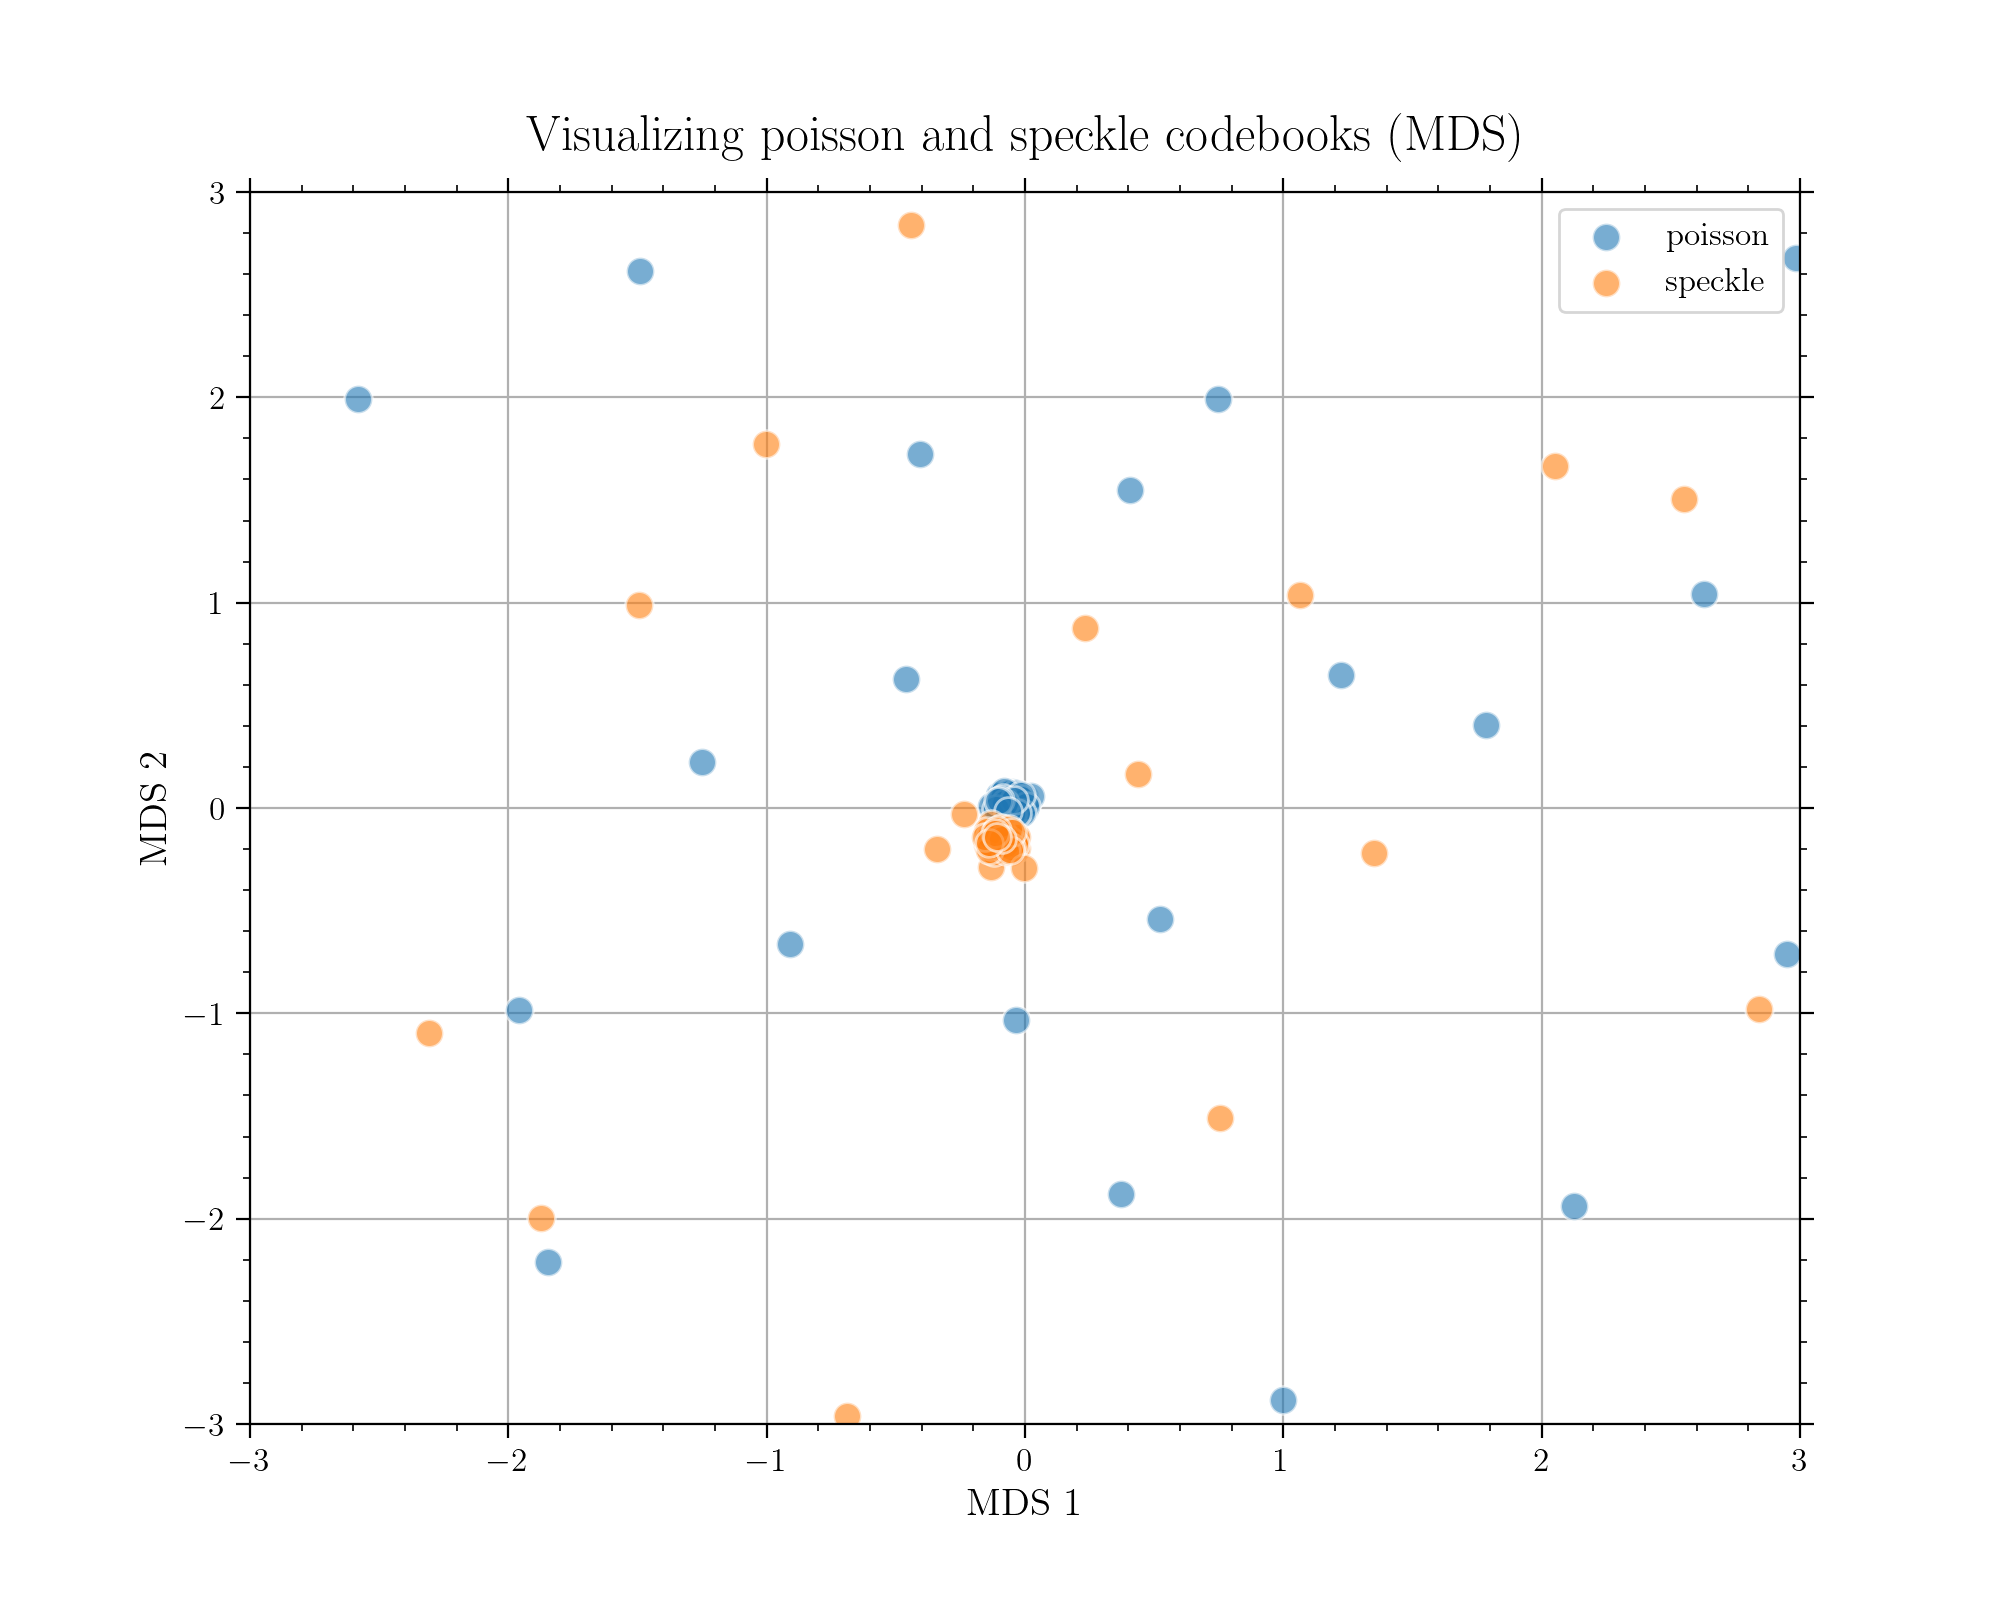 Visualizing poisson and speckle codebooks (MDS)
poisson
speckle
MDS 2
3
2
1
0
−1
−2
−3
−3
−2
−1
0
1
2
3
MDS 1